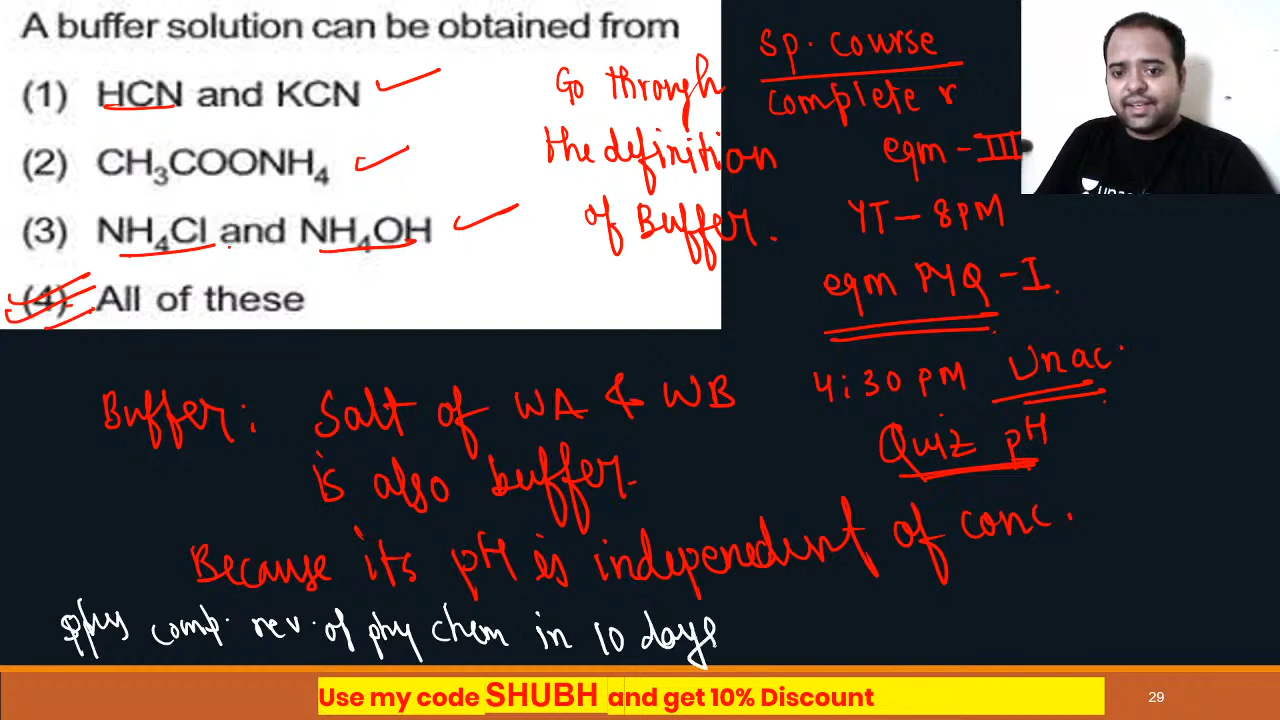 A buffer solution can be obtained from
(1) HCN and KCN
(2) CH₃COONH₄
(3) NH₄Cl and NH₄OH
(4) All of these
Go through
the definition
of Buffer.
Sp. course
complete r
eqm - III
YT - 8PM
eqm PYQ - I.
4:30 PM Unac.
Quiz pH
Buffer: Salt of WA & WB
is also buffer.
Because its pH is independent of conc.
comp. rev. of phy chem in 10 days
Use my code SHUBH and get 10% Discount
29